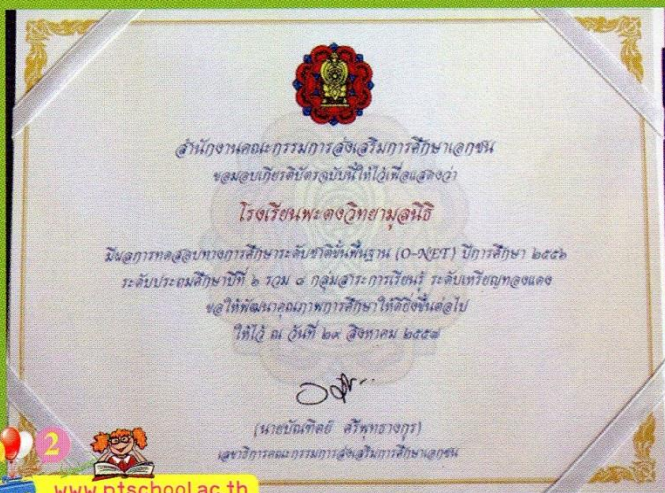 สำนักงานคณะกรรมการส่งเสริมการศึกษาเอกชน
ขอมอบเกียรติบัตรฉบับนี้ให้ไว้เพื่อแสดงว่า
โรงเรียนพะตงวิทยามูลนิธิ
มีผลการทดสอบทางการศึกษาระดับชาติขั้นพื้นฐาน (O-NET) ปีการศึกษา ๒๕๕๖
ระดับประถมศึกษาปีที่ ๖ รวม ๘ กลุ่มสาระการเรียนรู้ ระดับเหรียญทองแดง
ขอให้พัฒนาคุณภาพการศึกษาให้ดียิ่งขึ้นต่อไป
ให้ไว้ ณ วันที่ ๒๙ สิงหาคม ๒๕๕๗
(นายบัณฑิตย์ ศรีพุทธางกูร)
เลขาธิการคณะกรรมการส่งเสริมการศึกษาเอกชน
2
www.ptschool.ac.th